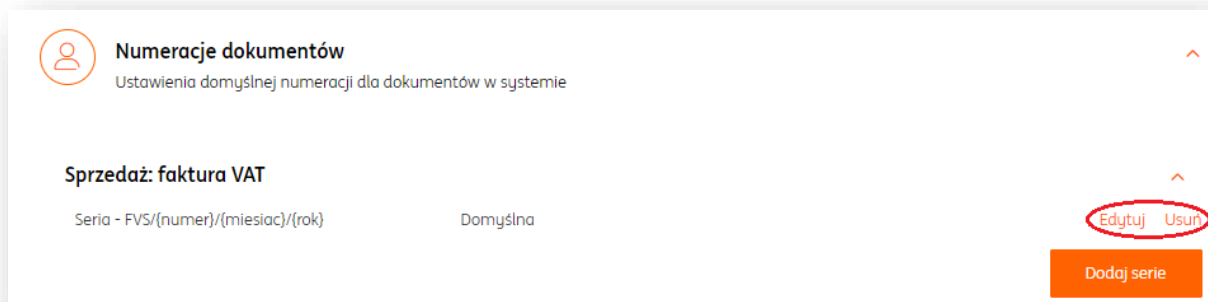 Numeracje dokumentów
Ustawienia domyślnej numeracji dla dokumentów w systemie
Sprzedaż: faktura VAT
Seria - FVS/{numer}/{miesiac}/{rok} Domyślna Edytuj Usuń
Dodaj serie